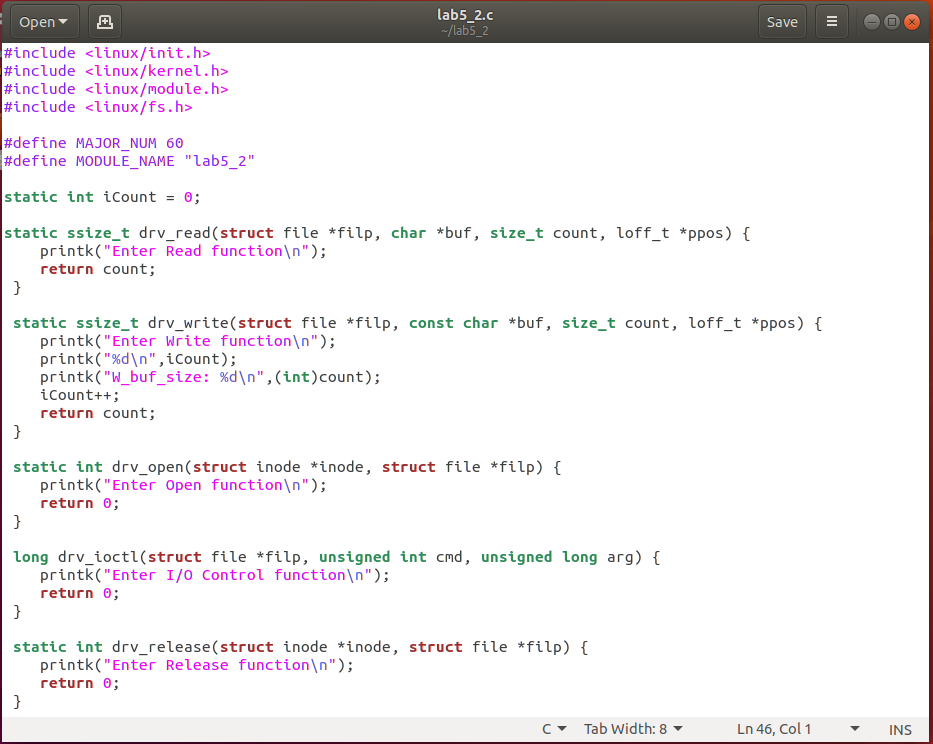 Open
lab5_2.c
~/lab5_2
Save
#include <linux/init.h>
#include <linux/kernel.h>
#include <linux/module.h>
#include <linux/fs.h>

#define MAJOR_NUM 60
#define MODULE_NAME "lab5_2"

static int iCount = 0;

static ssize_t drv_read(struct file *filp, char *buf, size_t count, loff_t *ppos) {
    printk("Enter Read function\n");
    return count;
 }

 static ssize_t drv_write(struct file *filp, const char *buf, size_t count, loff_t *ppos) {
    printk("Enter Write function\n");
    printk("%d\n",iCount);
    printk("W_buf_size: %d\n",(int)count);
    iCount++;
    return count;
 }

 static int drv_open(struct inode *inode, struct file *filp) {
    printk("Enter Open function\n");
    return 0;
 }

 long drv_ioctl(struct file *filp, unsigned int cmd, unsigned long arg) {
    printk("Enter I/O Control function\n");
    return 0;
 }

 static int drv_release(struct inode *inode, struct file *filp) {
    printk("Enter Release function\n");
    return 0;
 }
C
Tab Width: 8
Ln 46, Col 1
INS